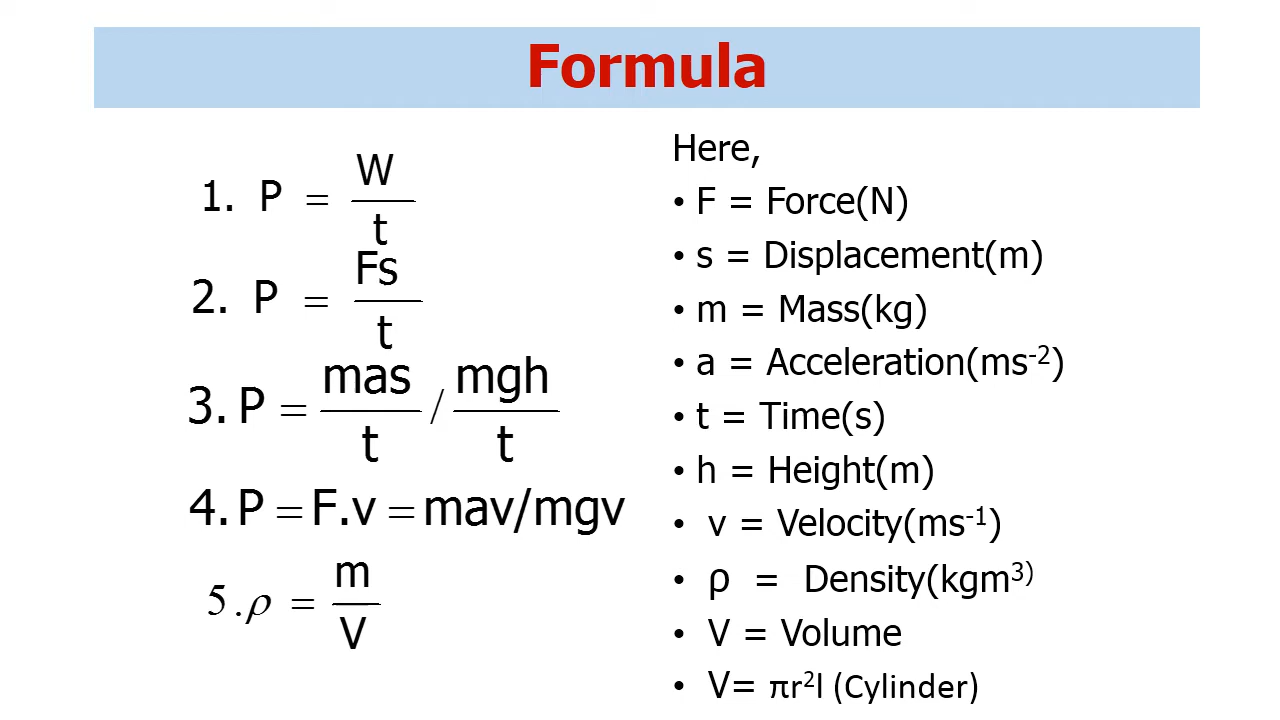 Formula
1. P = W/t
2. P = Fs/t
3. P = mas/t / mgh/t
4. P = F.v = mav/mgv
5.ρ = m/V
Here,
• F = Force(N)
• s = Displacement(m)
• m = Mass(kg)
• a = Acceleration(ms⁻²)
• t = Time(s)
• h = Height(m)
• v = Velocity(ms⁻¹)
• ρ = Density(kgm³⁾
• V = Volume
• V= πr²l (Cylinder)